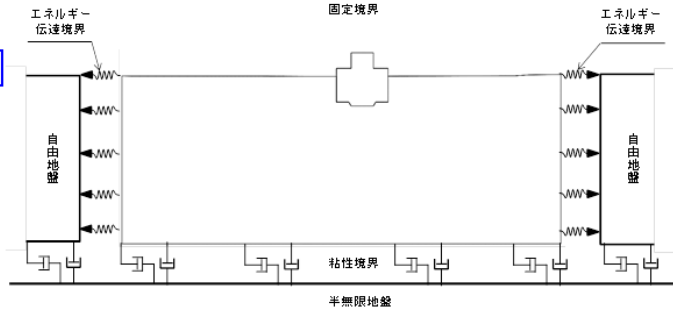 固定境界
エネルギー
伝達境界
エネルギー
伝達境界
自由地盤
自由地盤
粘性境界
半無限地盤